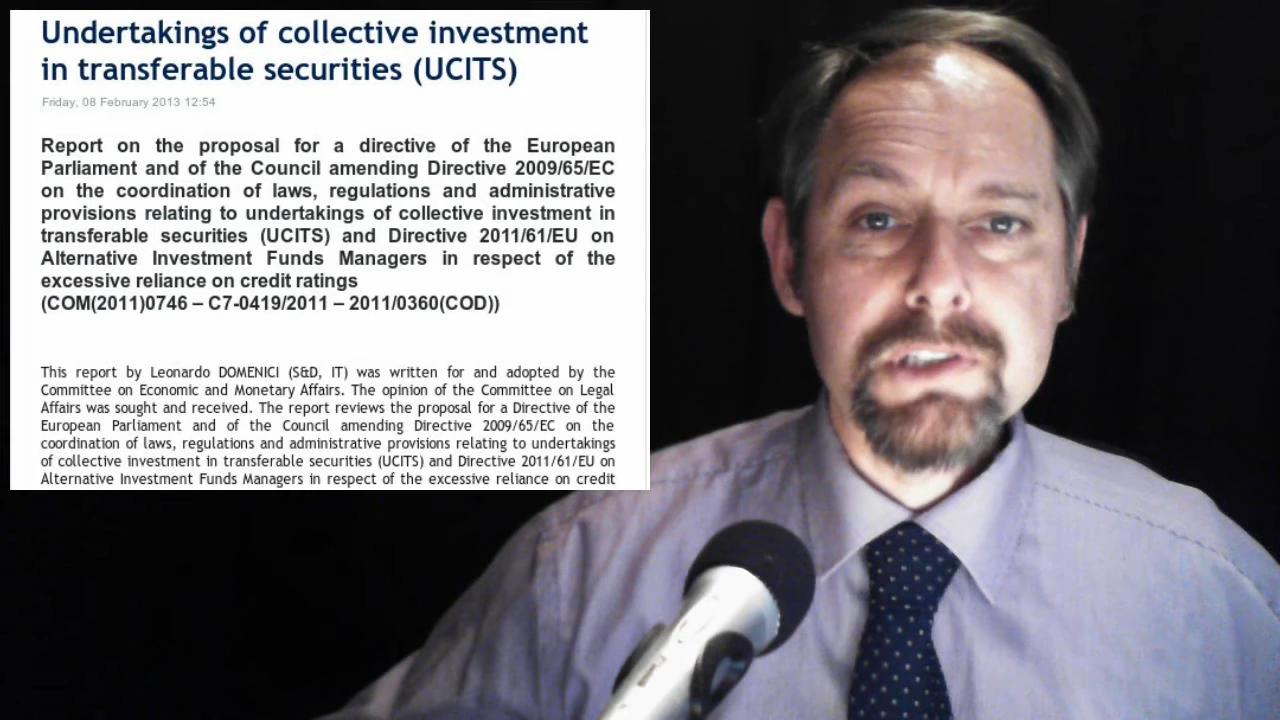 Undertakings of collective investment
in transferable securities (UCITS)
Friday, 08 February 2013 12:54
Report on the proposal for a directive of the European
Parliament and of the Council amending Directive 2009/65/EC
on the coordination of laws, regulations and administrative
provisions relating to undertakings of collective investment in
transferable securities (UCITS) and Directive 2011/61/EU on
Alternative Investment Funds Managers in respect of the
excessive reliance on credit ratings
(COM(2011)0746 – C7-0419/2011 – 2011/0360(COD))
This report by Leonardo DOMENICI (S&D, IT) was written for and adopted by the
Committee on Economic and Monetary Affairs. The opinion of the Committee on Legal
Affairs was sought and received. The report reviews the proposal for a Directive of the
European Parliament and of the Council amending Directive 2009/65/EC on the
coordination of laws, regulations and administrative provisions relating to undertakings
of collective investment in transferable securities (UCITS) and Directive 2011/61/EU on
Alternative Investment Funds Managers in respect of the excessive reliance on credit